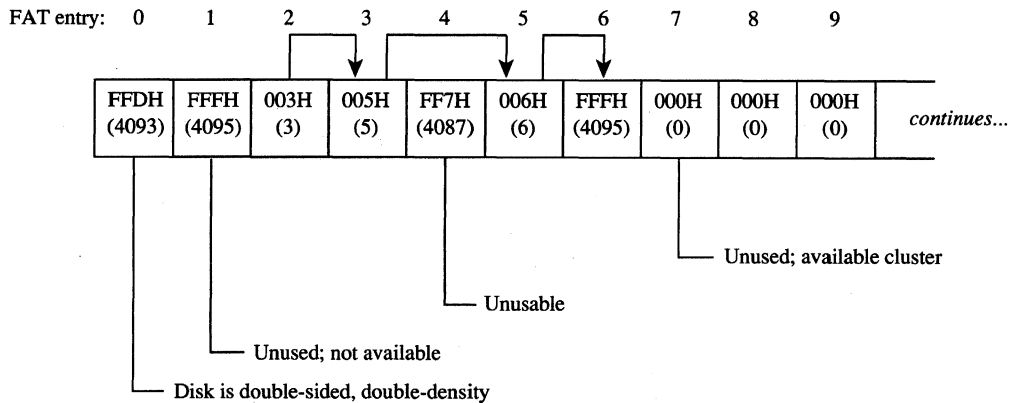 FAT entry: 0 1 2 3 4 5 6 7 8 9
FFDH FFFH 003H 005H FF7H 006H FFFH 000H 000H 000H
(4093) (4095) (3) (5) (4087) (6) (4095) (0) (0) (0)
continues...
Unused; available cluster
Unusable
Unused; not available
Disk is double-sided, double-density